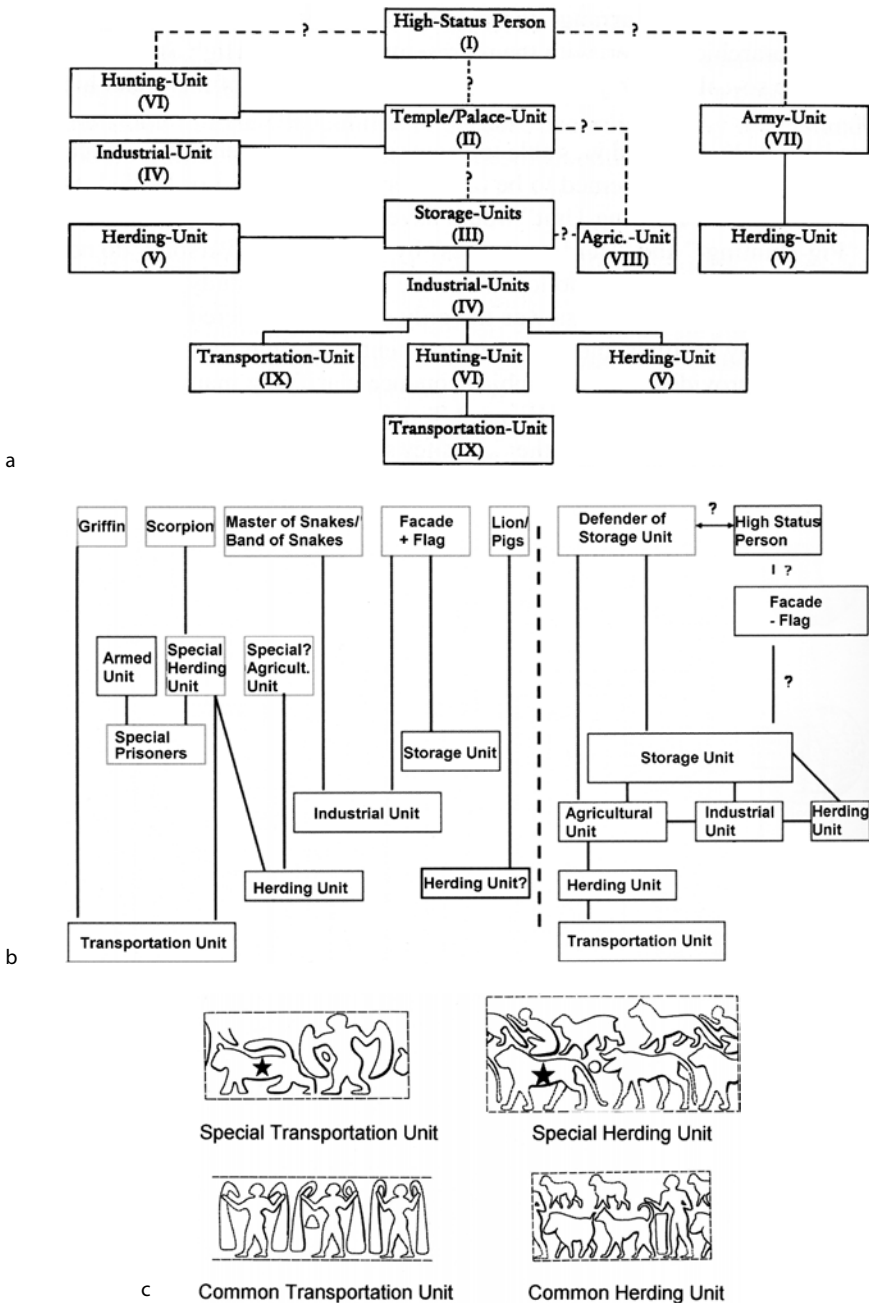 High-Status Person
(I)
?
?
?
Hunting-Unit
(VI)
Temple/Palace-Unit
(II)
?
Army-Unit
(VII)
Industrial-Unit
(IV)
?
Storage-Units
(III)
?
Herding-Unit
(V)
Agric.-Unit
(VIII)
Herding-Unit
(V)
Industrial-Units
(IV)
Transportation-Unit
(IX)
Hunting-Unit
(VI)
Herding-Unit
(V)
Transportation-Unit
(IX)
a
Griffin
Scorpion
Master of Snakes/
Band of Snakes
Facade
+ Flag
Lion/
Pigs
Defender of
Storage Unit
?
High Status
Person
?
Facade
- Flag
?
Armed
Unit
Special
Herding
Unit
Special?
Agricult.
Unit
Special
Prisoners
Storage Unit
Storage Unit
Industrial Unit
Agricultural
Unit
Industrial
Unit
Herding
Unit
Herding Unit
Herding Unit?
Herding Unit
Transportation Unit
Transportation Unit
b
Special Transportation Unit
Special Herding Unit
Common Transportation Unit
Common Herding Unit
c